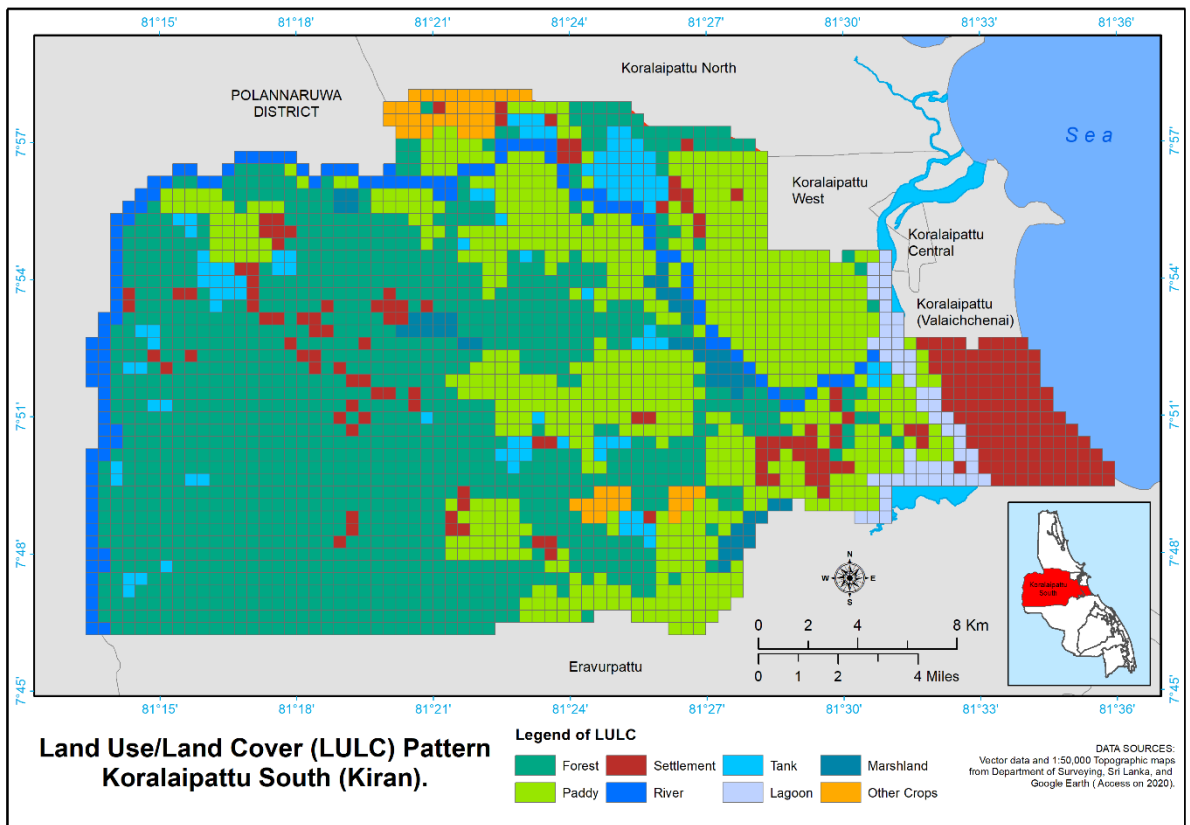 81°15' 81°18' 81°21' 81°24' 81°27' 81°30' 81°33' 81°36'
Koralaipattu North
POLANNARUWA
DISTRICT
Sea
7°57' 7°57'
Koralaipattu
West
Koralaipattu
Central
7°54' 7°54'
Koralaipattu
(Valaichchenai)
7°51' 7°51'
7°48' 7°48'
Koralaipattu
South
N
W E
S
0 2 4 8 Km
0 1 2 4 Miles
Eravurpattu
7°45' 7°45'
81°15' 81°18' 81°21' 81°24' 81°27' 81°30' 81°33' 81°36'
Land Use/Land Cover (LULC) Pattern
Koralaipattu South (Kiran).
Legend of LULC
Forest Settlement Tank Marshland
Paddy River Lagoon Other Crops
DATA SOURCES:
Vector data and 1:50,000 Topographic maps
from Department of Surveying, Sri Lanka, and
Google Earth ( Access on 2020).